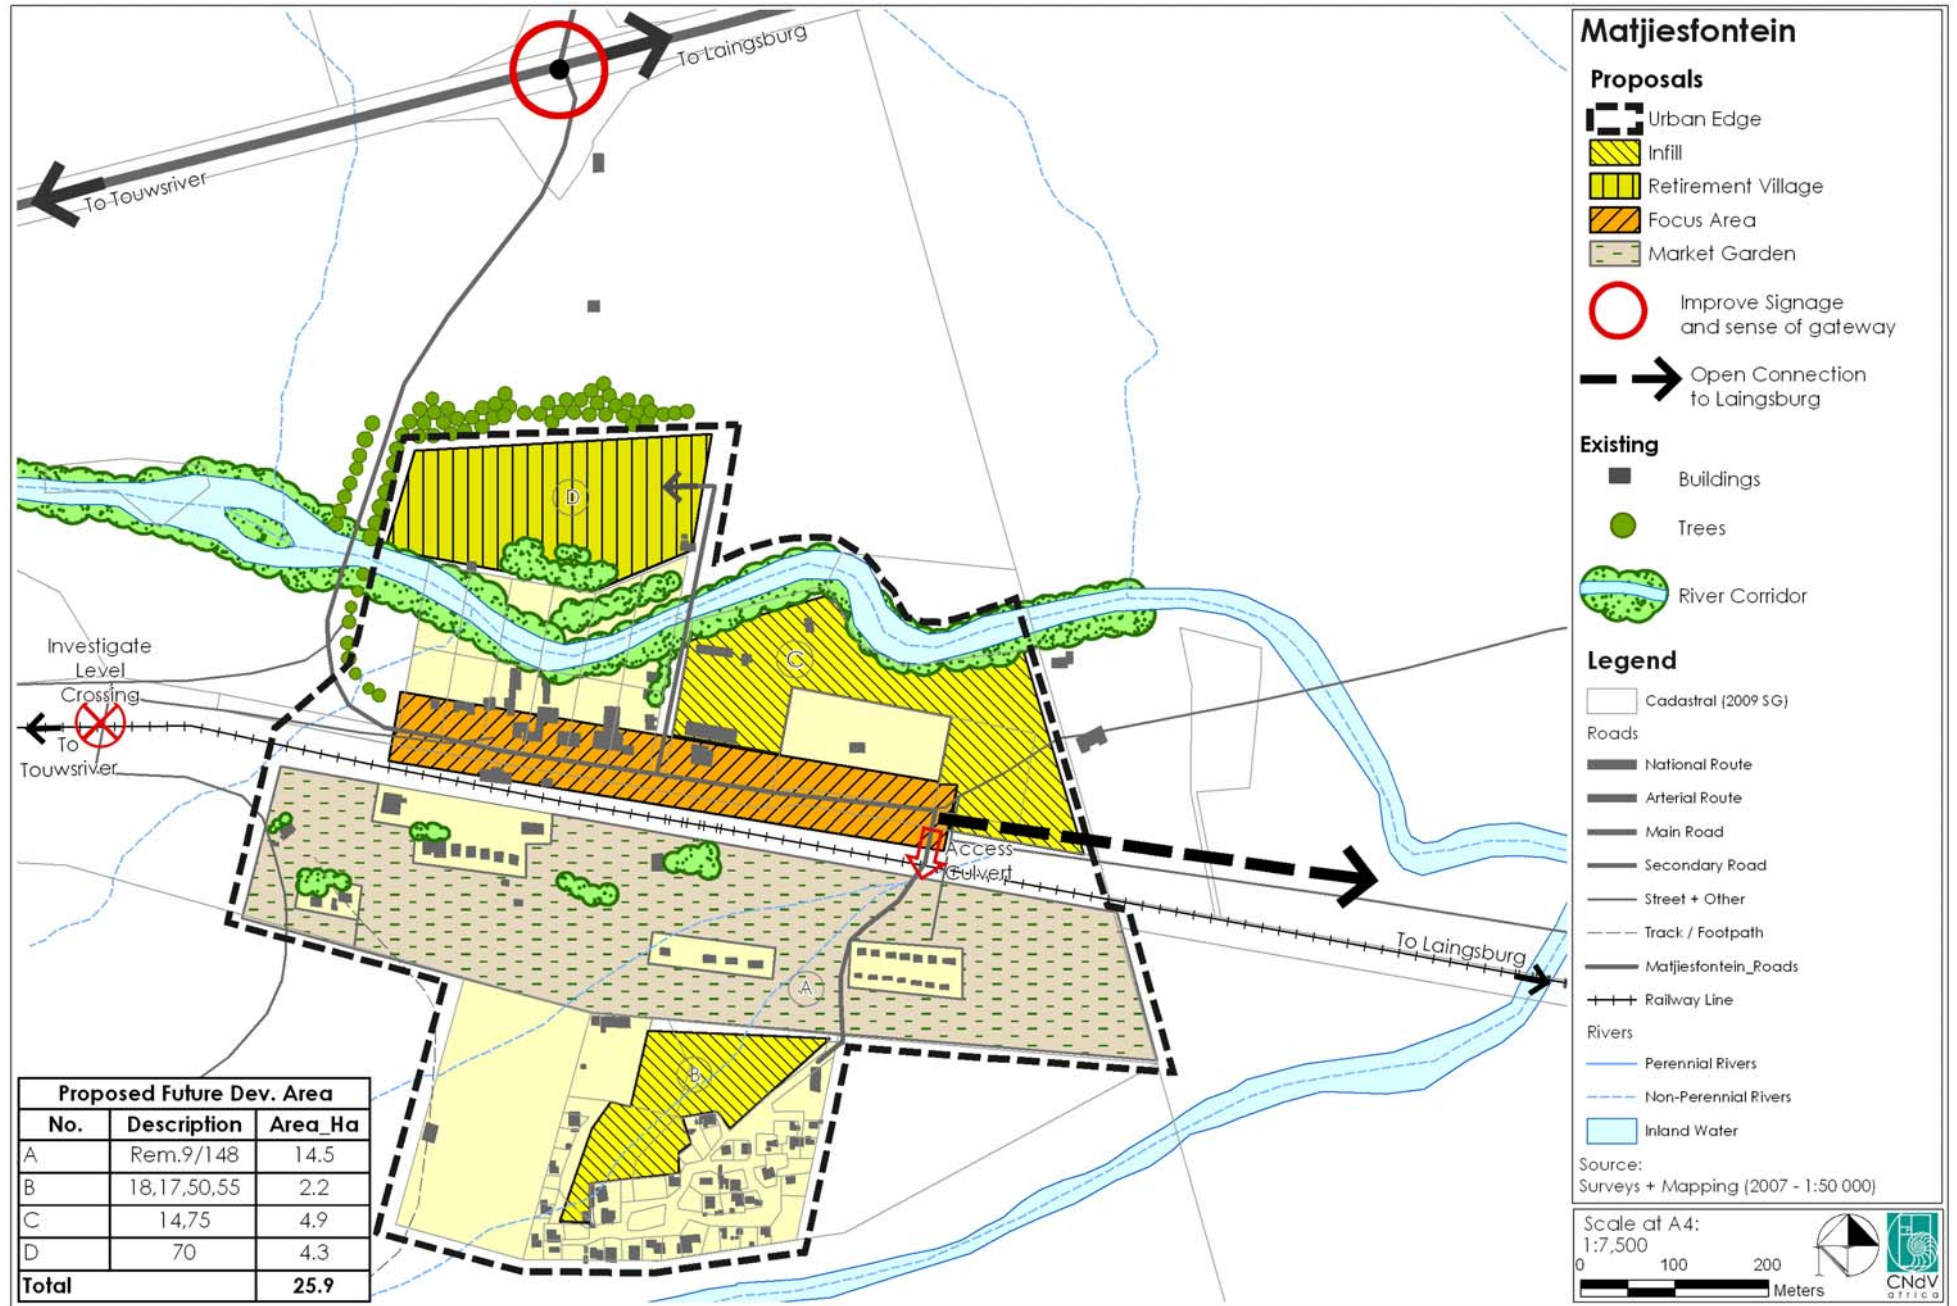 To Laingsburg
To Touwsriver
D
C
Investigate
Level
Crossing
To
Touwsriver
Access
Culvert
To Laingsburg
A
B
Proposed Future Dev. Area
No. Description Area_Ha
A Rem.9/148 14.5
B 18,17,50,55 2.2
C 14,75 4.9
D 70 4.3
Total 25.9
Matjiesfontein
Proposals
Urban Edge
Infill
Retirement Village
Focus Area
Market Garden
Improve Signage
and sense of gateway
Open Connection
to Laingsburg
Existing
Buildings
Trees
River Corridor
Legend
Cadastral (2009 SG)
Roads
National Route
Arterial Route
Main Road
Secondary Road
Street + Other
Track / Footpath
Matjiesfontein_Roads
Railway Line
Rivers
Perennial Rivers
Non-Perennial Rivers
Inland Water
Source:
Surveys + Mapping (2007 - 1:50 000)
Scale at A4:
1:7,500
0 100 200
Meters
CNdV
africa